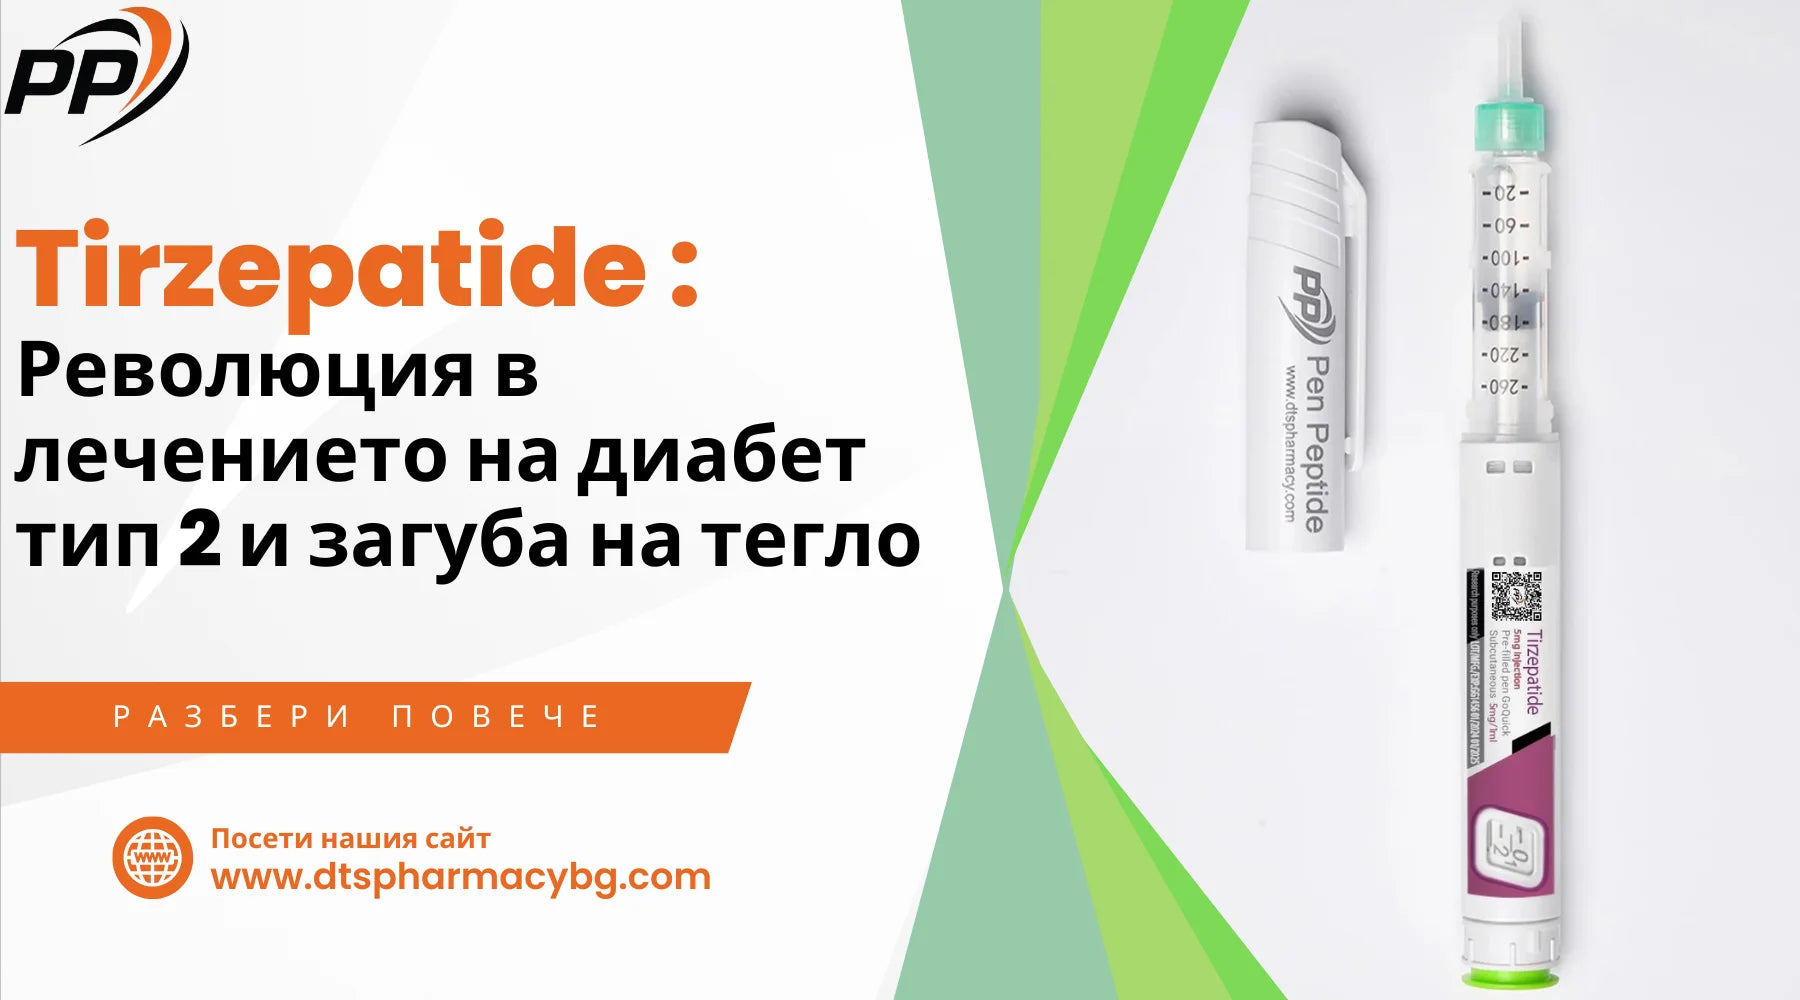 PP
Tirzepatide :
Революция в
лечението на диабет
тип 2 и загуба на тегло
РАЗБЕРИ ПОВЕЧЕ
www
Посети нашия сайт
www.dtspharmacybg.com
PP Pen Peptide
www.dtspharmacy.com
-20-
-60-
-100-
-140-
-180-
-220-
-260-
PP
Tirzepatide
5mg Injection
Pre-filled pen GoQuick
Subcutaneous 5mg/1ml
Research purposes only